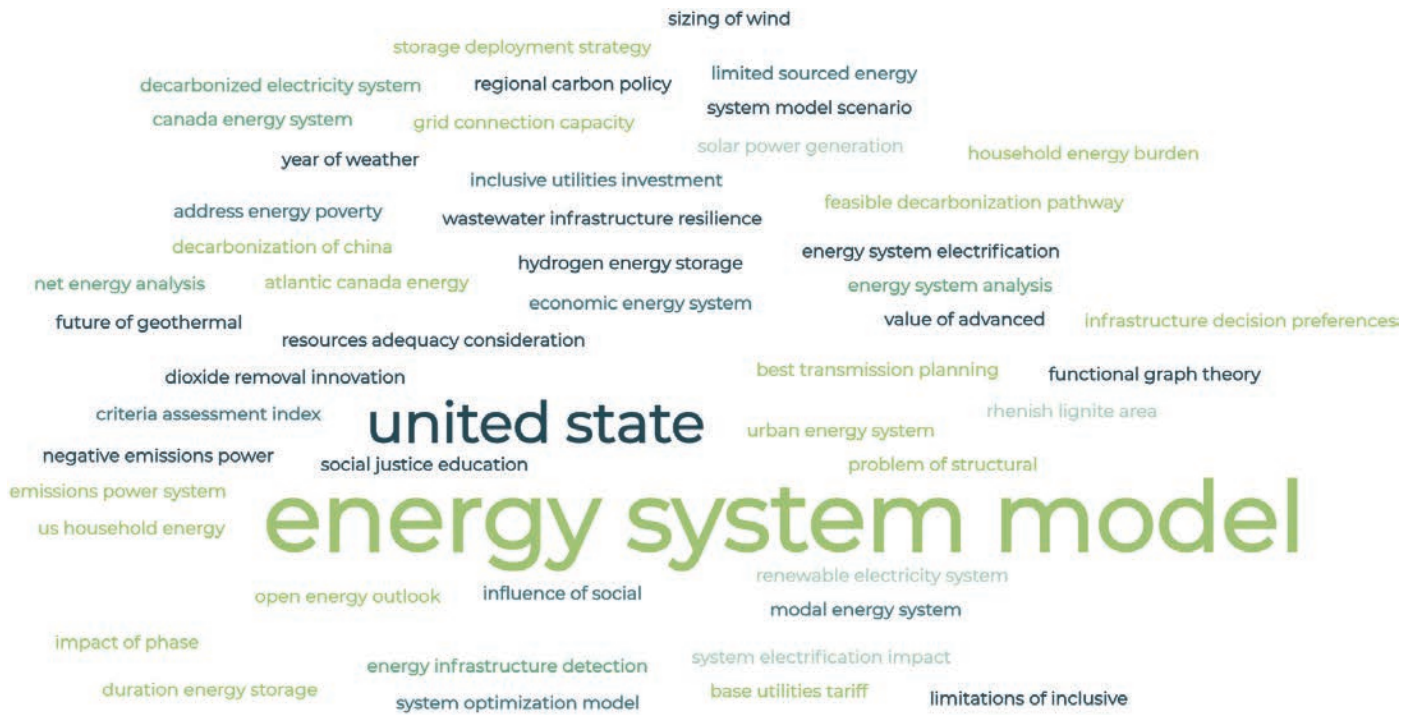 sizing of wind
storage deployment strategy
limited sourced energy
decarbonized electricity system
regional carbon policy
system model scenario
canada energy system
grid connection capacity
solar power generation
household energy burden
year of weather
inclusive utilities investment
feasible decarbonization pathway
address energy poverty
wastewater infrastructure resilience
decarbonization of china
energy system electrification
hydrogen energy storage
net energy analysis
atlantic canada energy
energy system analysis
economic energy system
future of geothermal
value of advanced
infrastructure decision preferences
resources adequacy consideration
best transmission planning
functional graph theory
dioxide removal innovation
criteria assessment index
rhenish lignite area
united state
urban energy system
negative emissions power
social justice education
problem of structural
emissions power system
us household energy
energy system model
renewable electricity system
open energy outlook
influence of social
modal energy system
impact of phase
energy infrastructure detection
system electrification impact
duration energy storage
system optimization model
base utilities tariff
limitations of inclusive